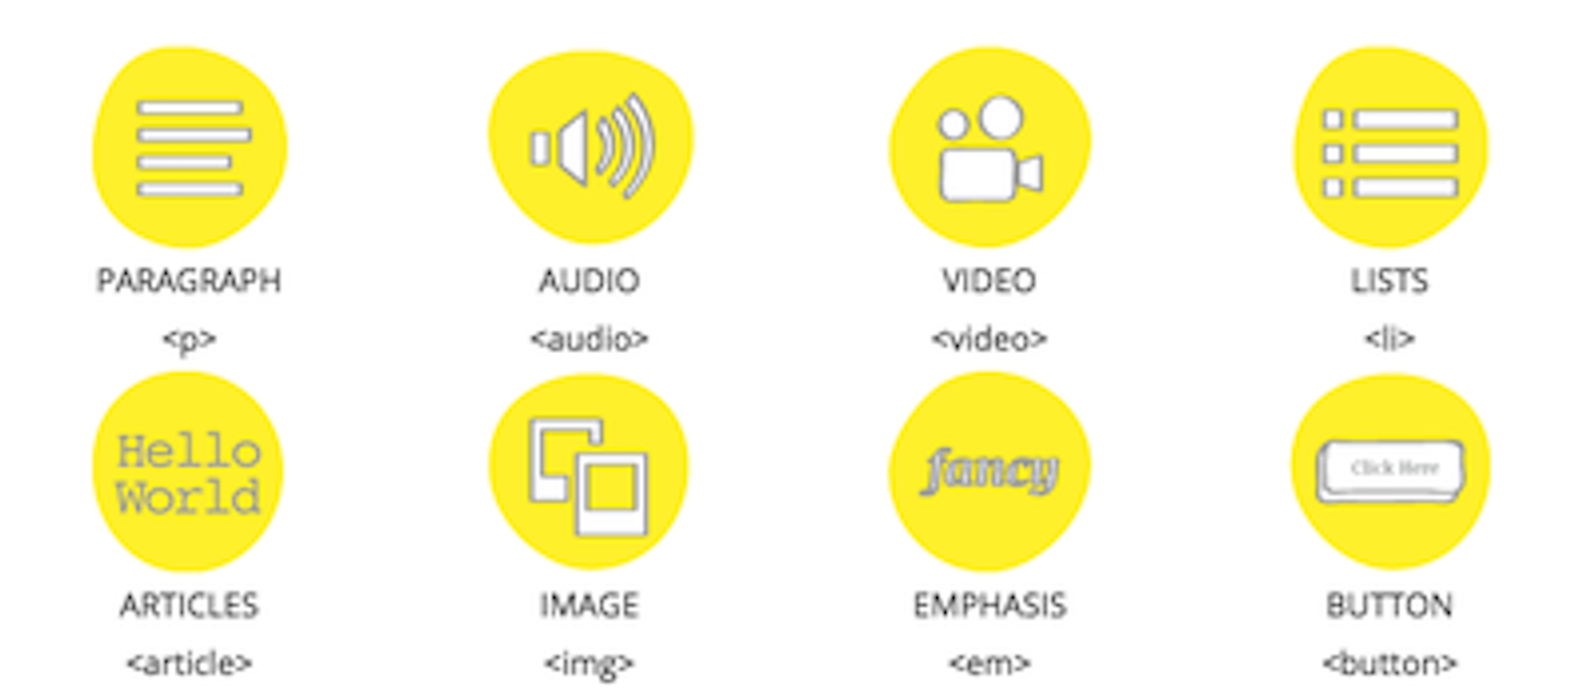 PARAGRAPH
<p>
AUDIO
<audio>
VIDEO
<video>
LISTS
<li>
Hello
World
ARTICLES
<article>
IMAGE
<img>
fancy
EMPHASIS
<em>
Click Here
BUTTON
<button>